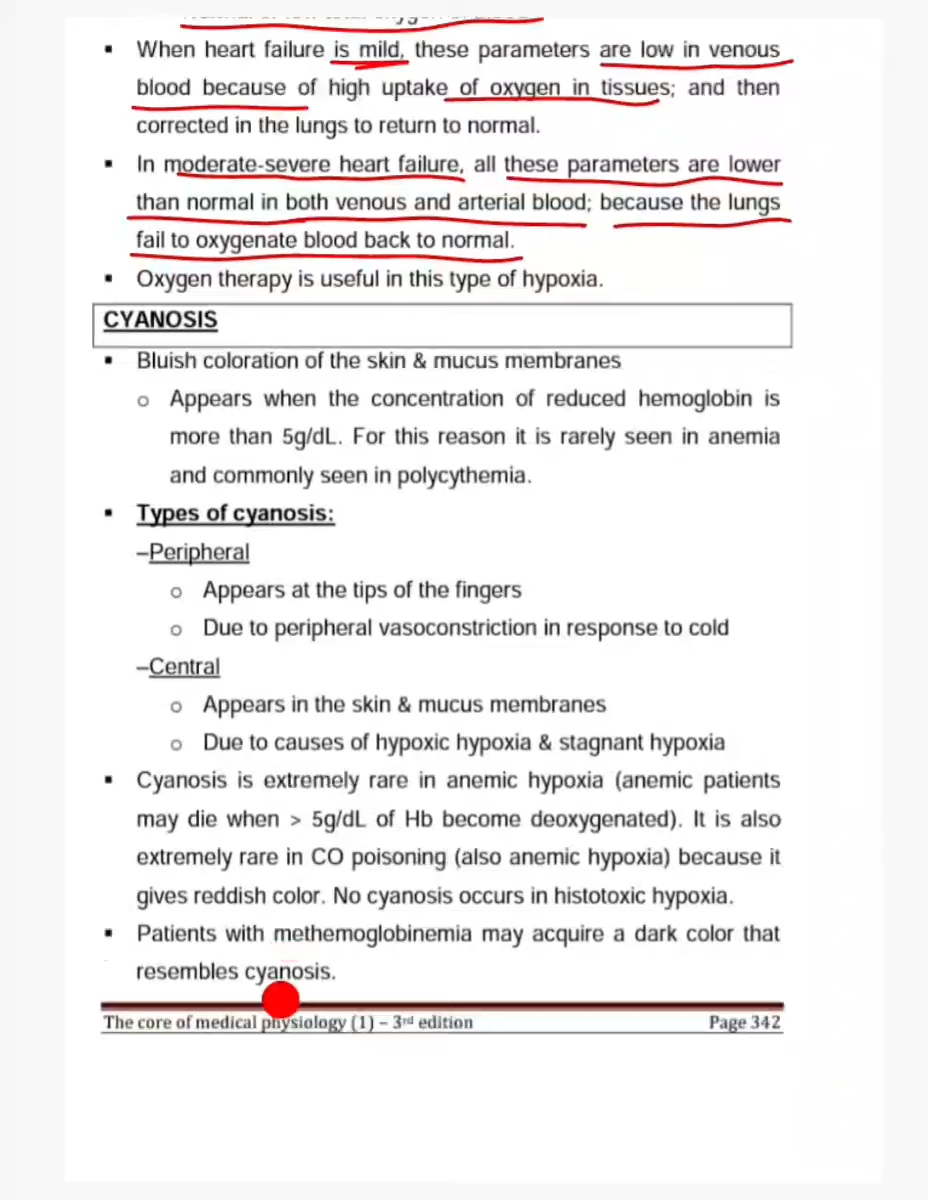 ▪ When heart failure is mild, these parameters are low in venous
blood because of high uptake of oxygen in tissues; and then
corrected in the lungs to return to normal.
▪ In moderate-severe heart failure, all these parameters are lower
than normal in both venous and arterial blood; because the lungs
fail to oxygenate blood back to normal.
▪ Oxygen therapy is useful in this type of hypoxia.
CYANOSIS
▪ Bluish coloration of the skin & mucus membranes
o Appears when the concentration of reduced hemoglobin is
more than 5g/dL. For this reason it is rarely seen in anemia
and commonly seen in polycythemia.
▪ Types of cyanosis:
–Peripheral
o Appears at the tips of the fingers
o Due to peripheral vasoconstriction in response to cold
–Central
o Appears in the skin & mucus membranes
o Due to causes of hypoxic hypoxia & stagnant hypoxia
▪ Cyanosis is extremely rare in anemic hypoxia (anemic patients
may die when > 5g/dL of Hb become deoxygenated). It is also
extremely rare in CO poisoning (also anemic hypoxia) because it
gives reddish color. No cyanosis occurs in histotoxic hypoxia.
▪ Patients with methemoglobinemia may acquire a dark color that
resembles cyanosis.
The core of medical physiology (1) – 3rd edition Page 342